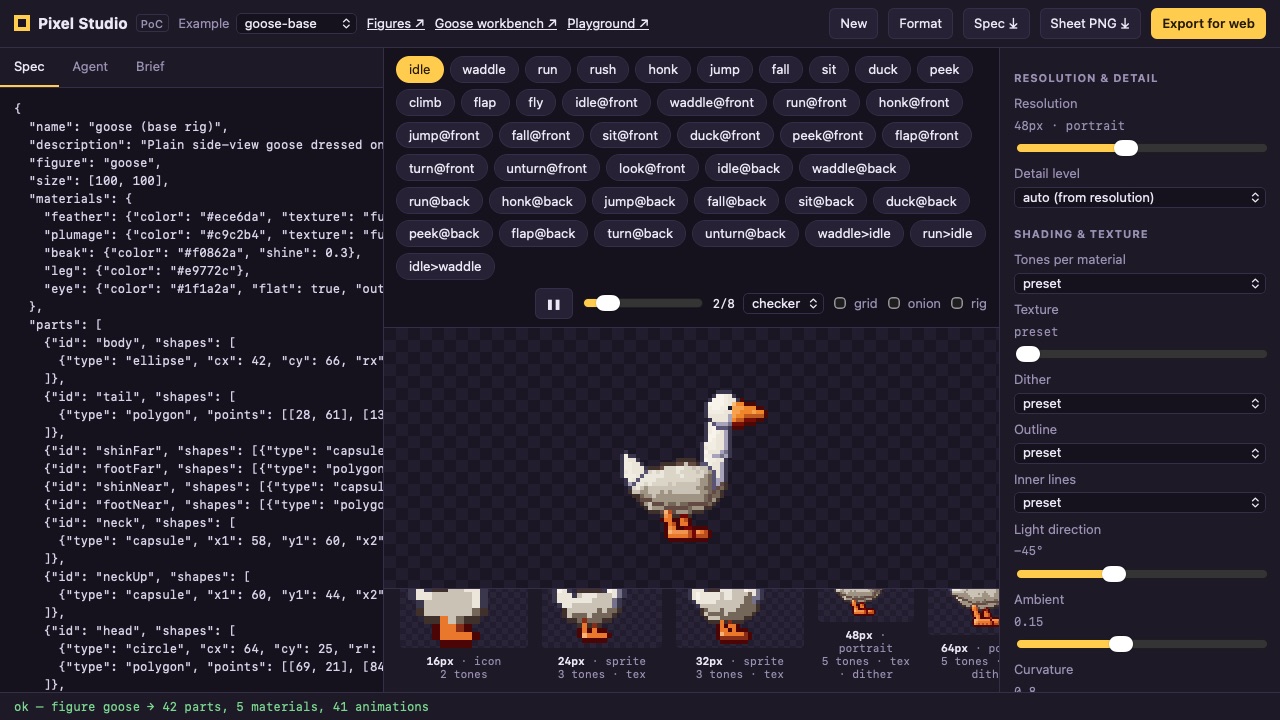 Pixel Studio PoC Example goose-base Figures ↗ Goose workbench ↗ Playground ↗ New Format Spec ↓ Sheet PNG ↓ Export for web
Spec Agent Brief
{
"name": "goose (base rig)",
"description": "Plain side-view goose dressed on
"figure": "goose",
"size": [100, 100],
"materials": {
"feather": {"color": "#ece6da", "texture": "fu
"plumage": {"color": "#c9c2b4", "texture": "fu
"beak": {"color": "#f0862a", "shine": 0.3},
"leg": {"color": "#e9772c"},
"eye": {"color": "#1f1a2a", "flat": true, "out
},
"parts": [
{"id": "body", "shapes": [
{"type": "ellipse", "cx": 42, "cy": 66, "rx"
]},
{"id": "tail", "shapes": [
{"type": "polygon", "points": [[28, 61], [13
]},
{"id": "shinFar", "shapes": [{"type": "capsule
{"id": "footFar", "shapes": [{"type": "polygon
{"id": "shinNear", "shapes": [{"type": "capsul
{"id": "footNear", "shapes": [{"type": "polygo
{"id": "neck", "shapes": [
{"type": "capsule", "x1": 58, "y1": 60, "x2"
]},
{"id": "neckUp", "shapes": [
{"type": "capsule", "x1": 60, "y1": 44, "x2"
]},
{"id": "head", "shapes": [
{"type": "circle", "cx": 64, "cy": 25, "r":
{"type": "polygon", "points": [[69, 21], [84
]},
idle waddle run rush honk jump fall sit duck peek
climb flap fly idle@front waddle@front run@front honk@front
jump@front fall@front sit@front duck@front peek@front flap@front
turn@front unturn@front look@front idle@back waddle@back
run@back honk@back jump@back fall@back sit@back duck@back
peek@back flap@back turn@back unturn@back waddle>idle run>idle
idle>waddle
2/8 checker grid onion rig
16px · icon
2 tones
24px · sprite
3 tones · tex
32px · sprite
3 tones · tex
48px ·
portrait
5 tones · tex
· dither
64px · po
5 tones ·
dith
RESOLUTION & DETAIL
Resolution
48px · portrait
Detail level
auto (from resolution)
SHADING & TEXTURE
Tones per material
preset
Texture
preset
Dither
preset
Outline
preset
Inner lines
preset
Light direction
−45°
Ambient
0.15
Curvature
0.8
ok — figure goose → 42 parts, 5 materials, 41 animations